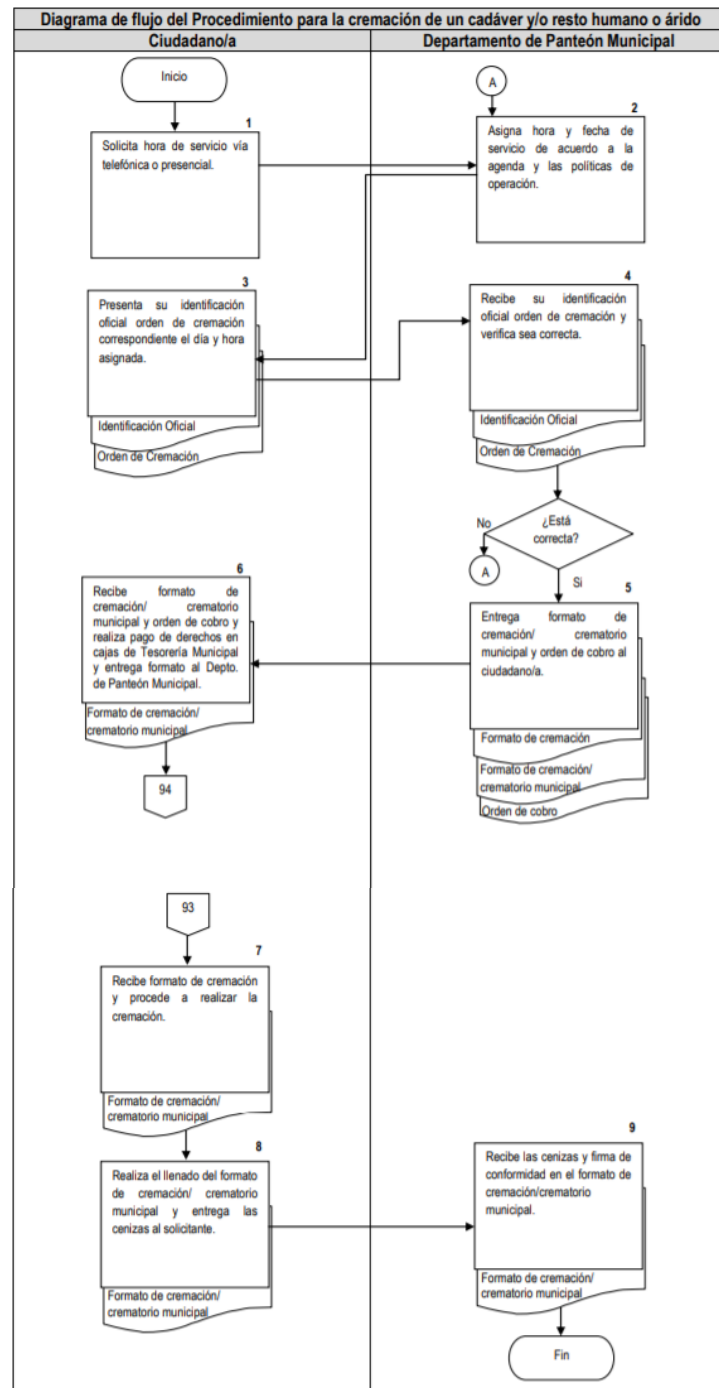 Diagrama de flujo del Procedimiento para la cremación de un cadáver y/o resto humano o árido
Ciudadano/a
Departamento de Panteón Municipal
Inicio
A
1
Solicita hora de servicio vía
telefónica o presencial.
2
Asigna hora y fecha de
servicio de acuerdo a la
agenda y las políticas de
operación.
3
Presenta su identificación
oficial orden de cremación
correspondiente el día y hora
asignada.
Identificación Oficial
Orden de Cremación
4
Recibe su identificación
oficial orden de cremación y
verifica sea correcta.
Identificación Oficial
Orden de Cremación
¿Está
correcta?
No
A
Si
5
Entrega formato de
cremación/ crematorio
municipal y orden de cobro al
ciudadano/a.
Formato de cremación
Formato de cremación/
crematorio municipal
Orden de cobro
6
Recibe formato de
cremación/ crematorio
municipal y orden de cobro y
realiza pago de derechos en
cajas de Tesorería Municipal
y entrega formato al Depto.
de Panteón Municipal.
Formato de cremación/
crematorio municipal
94
93
7
Recibe formato de cremación
y procede a realizar la
cremación.
Formato de cremación/
crematorio municipal
8
Realiza el llenado del formato
de cremación/ crematorio
municipal y entrega las
cenizas al solicitante.
Formato de cremación/
crematorio municipal
9
Recibe las cenizas y firma de
conformidad en el formato de
cremación/crematorio
municipal.
Formato de cremación/
crematorio municipal
Fin